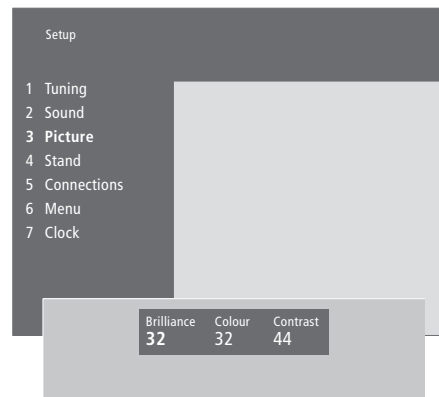 Setup
1 Tuning
2 Sound
3 Picture
4 Stand
5 Connections
6 Menu
7 Clock
Brilliance Colour Contrast
32 32 44